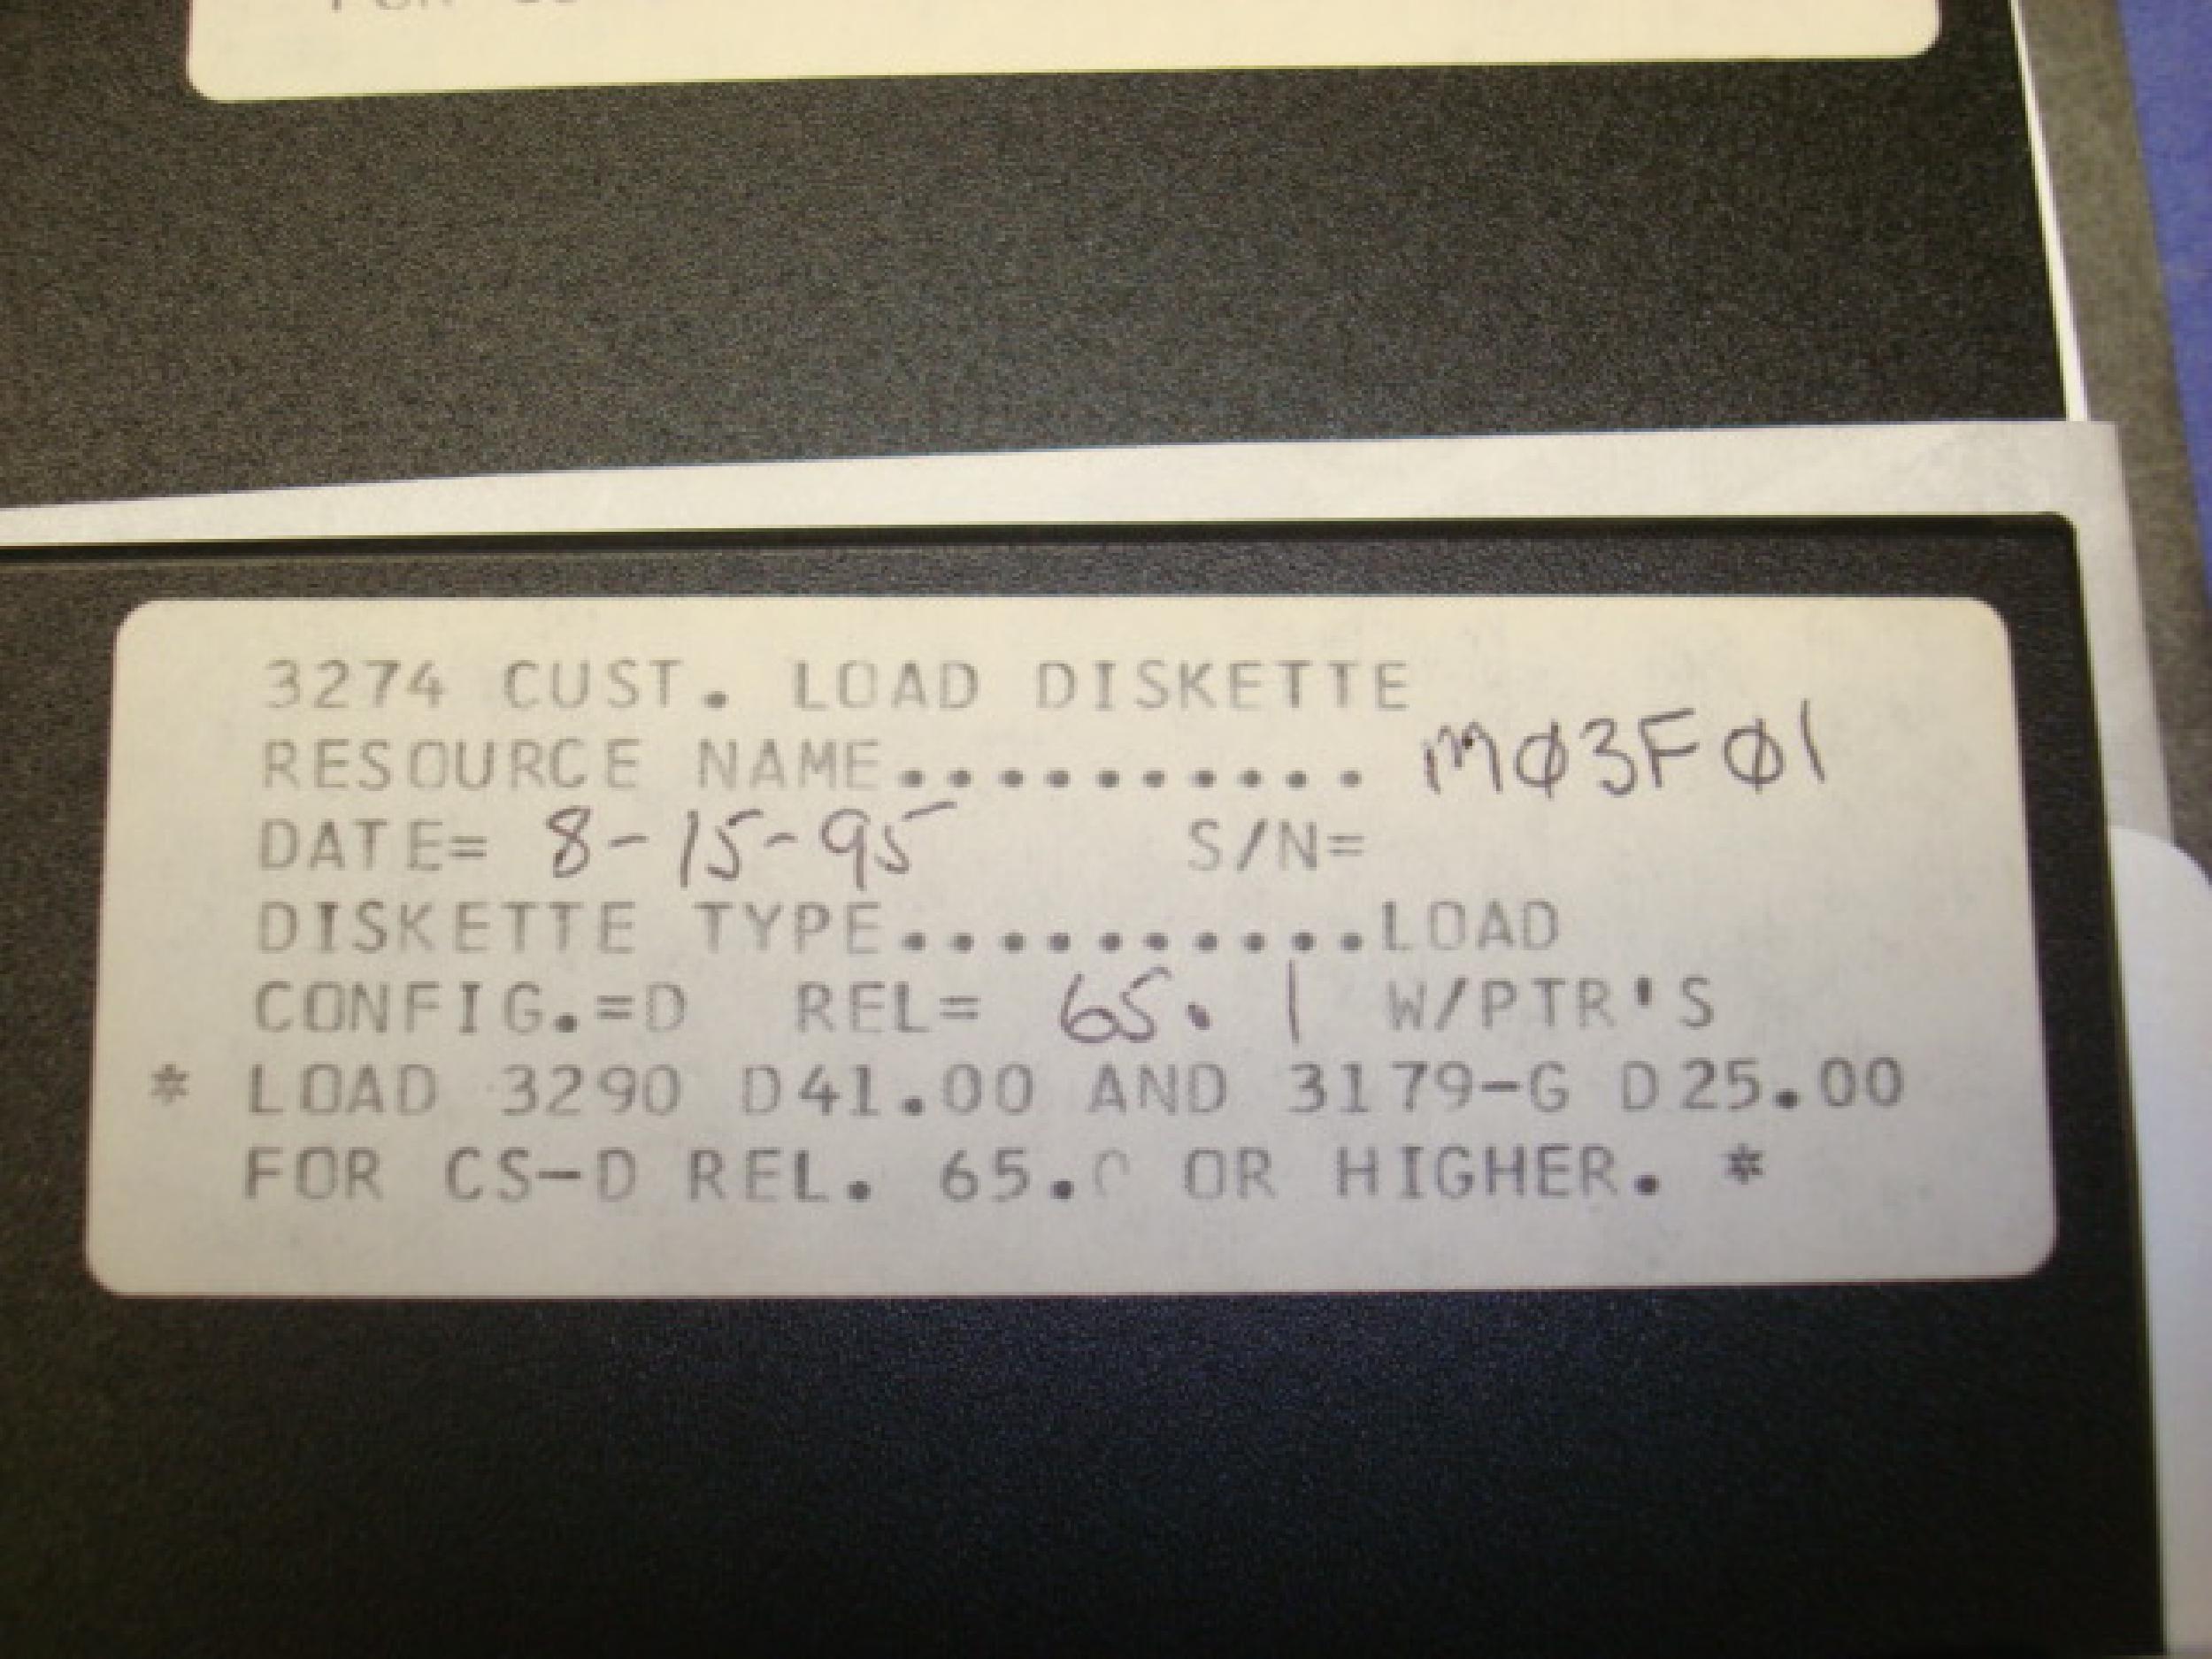 3274 CUST. LOAD DISKETTE
RESOURCE NAME.......... MØ3FØ1
DATE= 8-15-95 S/N=
DISKETTE TYPE..........LOAD
CONFIG.=D REL= 65.1 W/PTR'S
* LOAD 3290 D41.00 AND 3179-G D25.00
FOR CS-D REL. 65.0 OR HIGHER. *